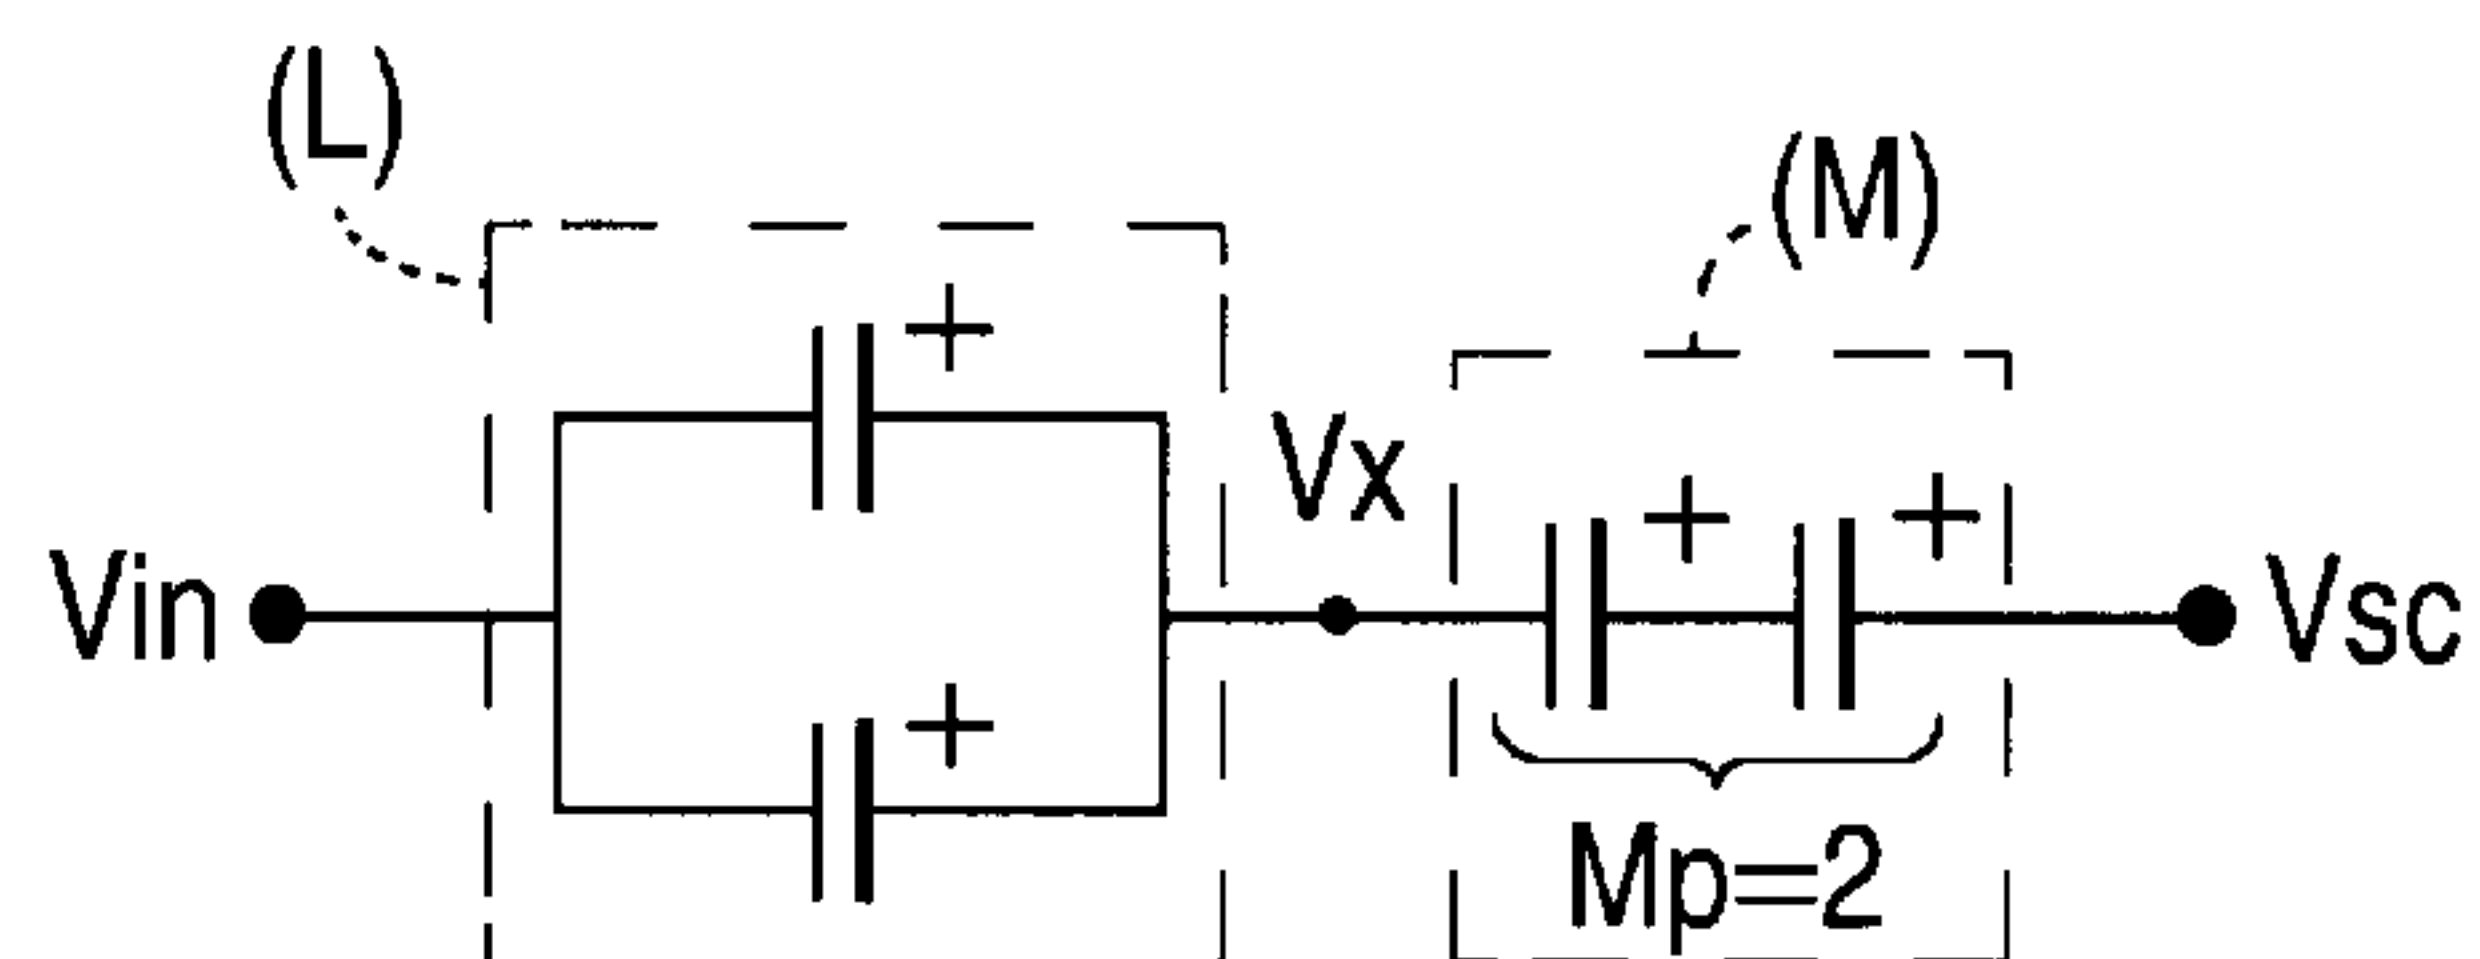 (L)
(M)
+
Vx
+
+
Vin
Vsc
+
Mp=2